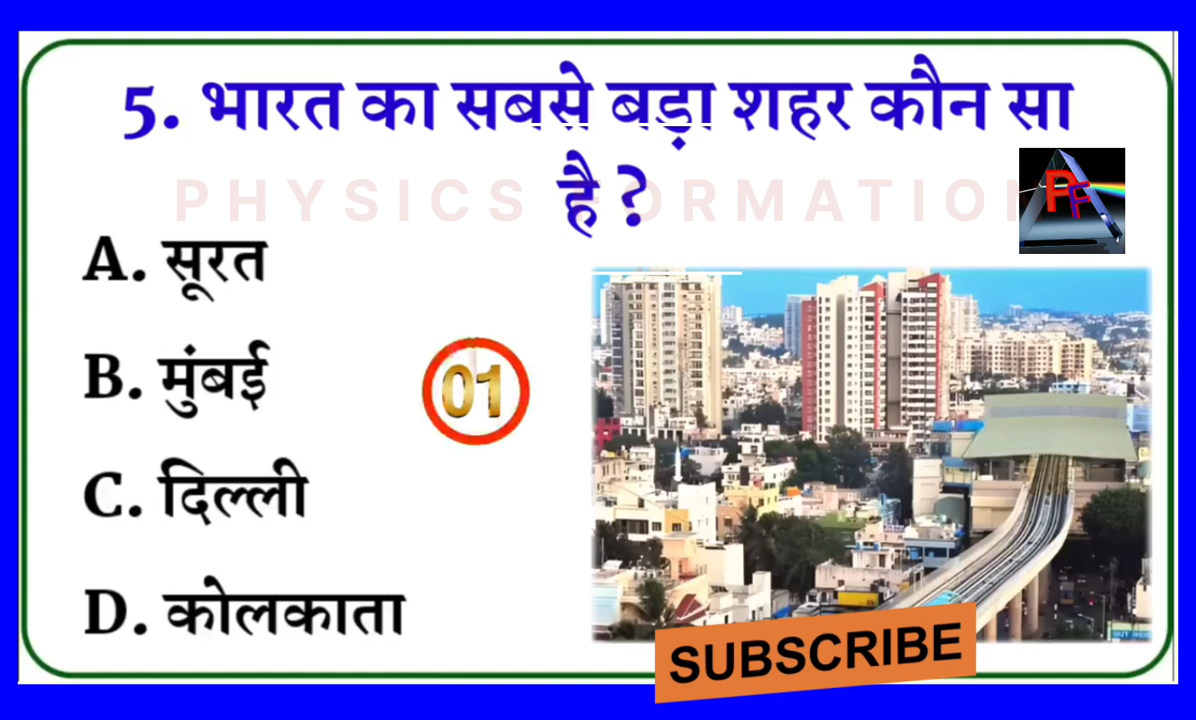 5. भारत का सबसे बड़ा शहर कौन सा
है ?
PHYSICS FORMATION
PF
A. सूरत
B. मुंबई
01
C. दिल्ली
D. कोलकाता
SUBSCRIBE